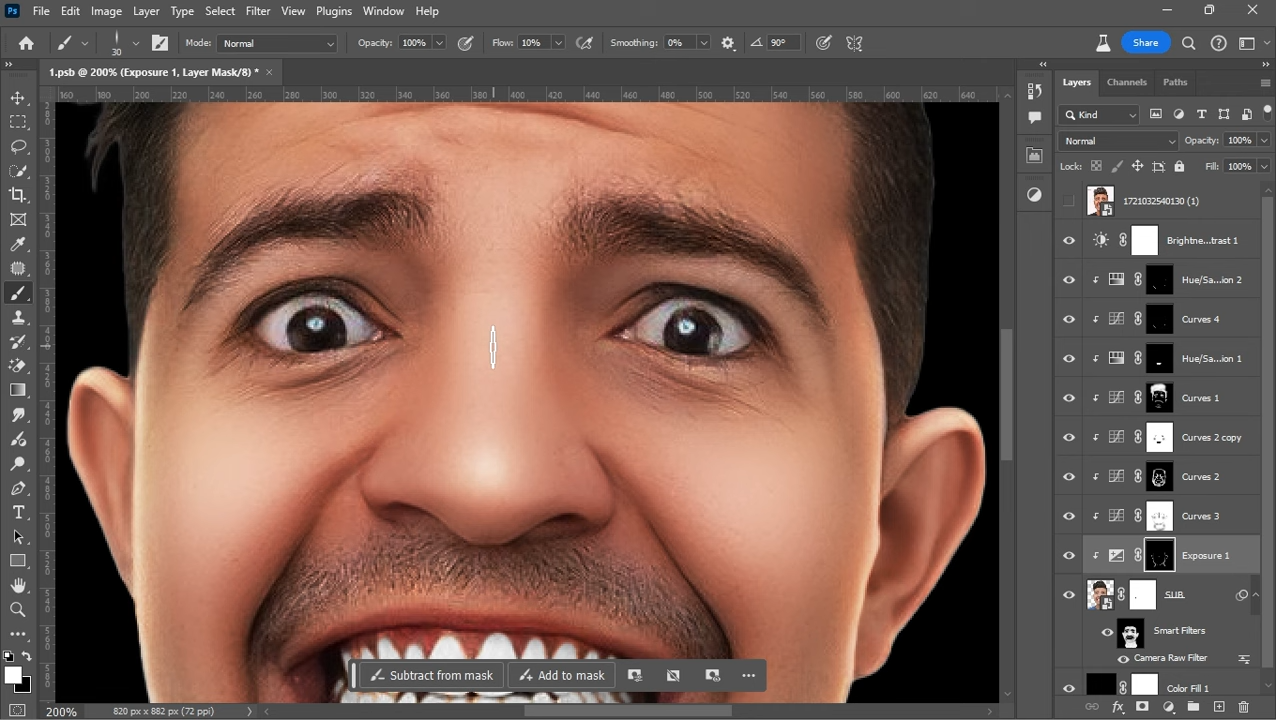 Ps File Edit Image Layer Type Select Filter View Plugins Window Help
30 Mode: Normal Opacity: 100% Flow: 10% Smoothing: 0% 90° Share
1.psb @ 200% (Exposure 1, Layer Mask/8) *
160 180 200 220 240 260 280 300 320 340 360 380 400 420 440 460 480 500 520 540 560 580 600 620 640
Layers Channels Paths
Kind
Normal Opacity: 100%
Lock: Fill: 100%
1721032540130 (1)
Brightne...trast 1
Hue/Sa...ion 2
Curves 4
Hue/Sa...ion 1
Curves 1
Curves 2 copy
Curves 2
Curves 3
Exposure 1
SUB
Smart Filters
Camera Raw Filter
Color Fill 1
Subtract from mask Add to mask
200% 820 px x 882 px (72 ppi)